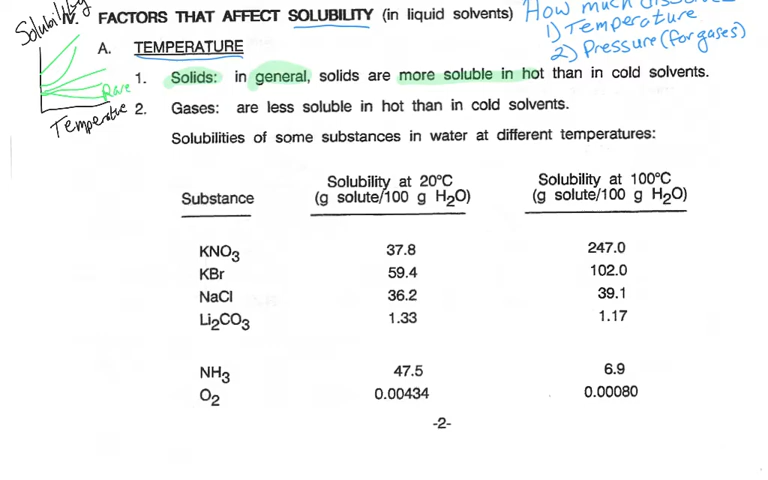 Solubility
IV. FACTORS THAT AFFECT SOLUBILITY (in liquid solvents)
How much
1) Temperature
2) Pressure (for gases)
A. TEMPERATURE
1. Solids: in general, solids are more soluble in hot than in cold solvents.
Rare
Temperature
2. Gases: are less soluble in hot than in cold solvents.
Solubilities of some substances in water at different temperatures:
Substance Solubility at 20°C (g solute/100 g H₂O) Solubility at 100°C (g solute/100 g H₂O)
KNO₃ 37.8 247.0
KBr 59.4 102.0
NaCl 36.2 39.1
Li₂CO₃ 1.33 1.17
NH₃ 47.5 6.9
O₂ 0.00434 0.00080
-2-